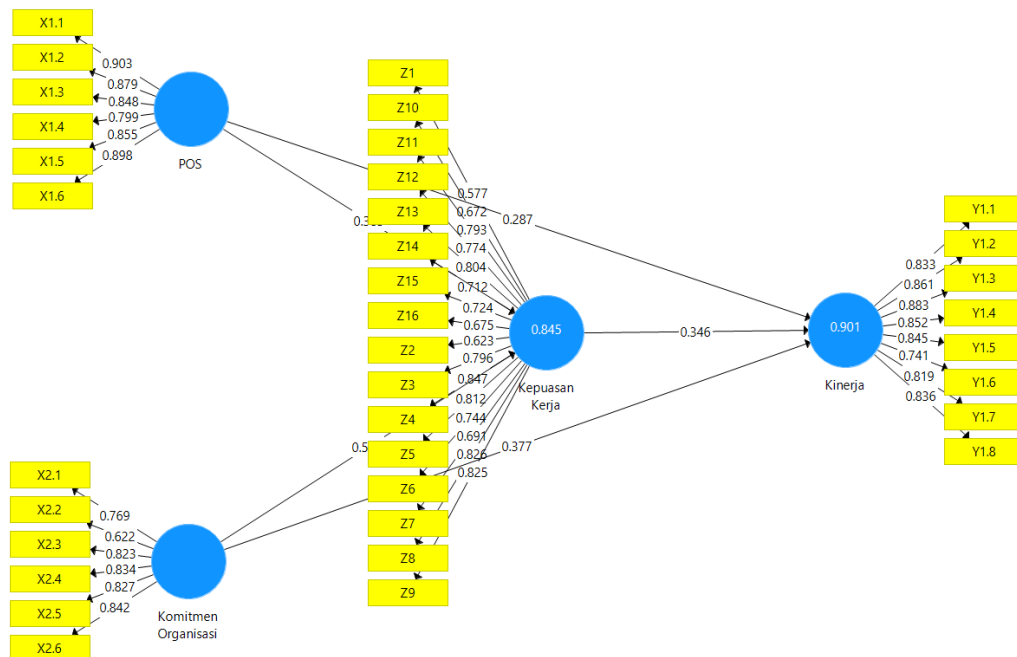 X1.1
X1.2
X1.3
X1.4
X1.5
X1.6
0.903
0.879
0.848
0.799
0.855
0.898
POS
X2.1
X2.2
X2.3
X2.4
X2.5
X2.6
0.769
0.622
0.823
0.834
0.827
0.842
Komitmen
Organisasi
Z1
Z10
Z11
Z12
Z13
Z14
Z15
Z16
Z2
Z3
Z4
Z5
Z6
Z7
Z8
Z9
0.577
0.672
0.793
0.774
0.804
0.712
0.724
0.675
0.623
0.796
0.847
0.812
0.744
0.691
0.826
0.825
0.845
Kepuasan
Kerja
0.287
0.346
0.377
0.901
Kinerja
0.833
0.861
0.883
0.852
0.845
0.741
0.819
0.836
Y1.1
Y1.2
Y1.3
Y1.4
Y1.5
Y1.6
Y1.7
Y1.8